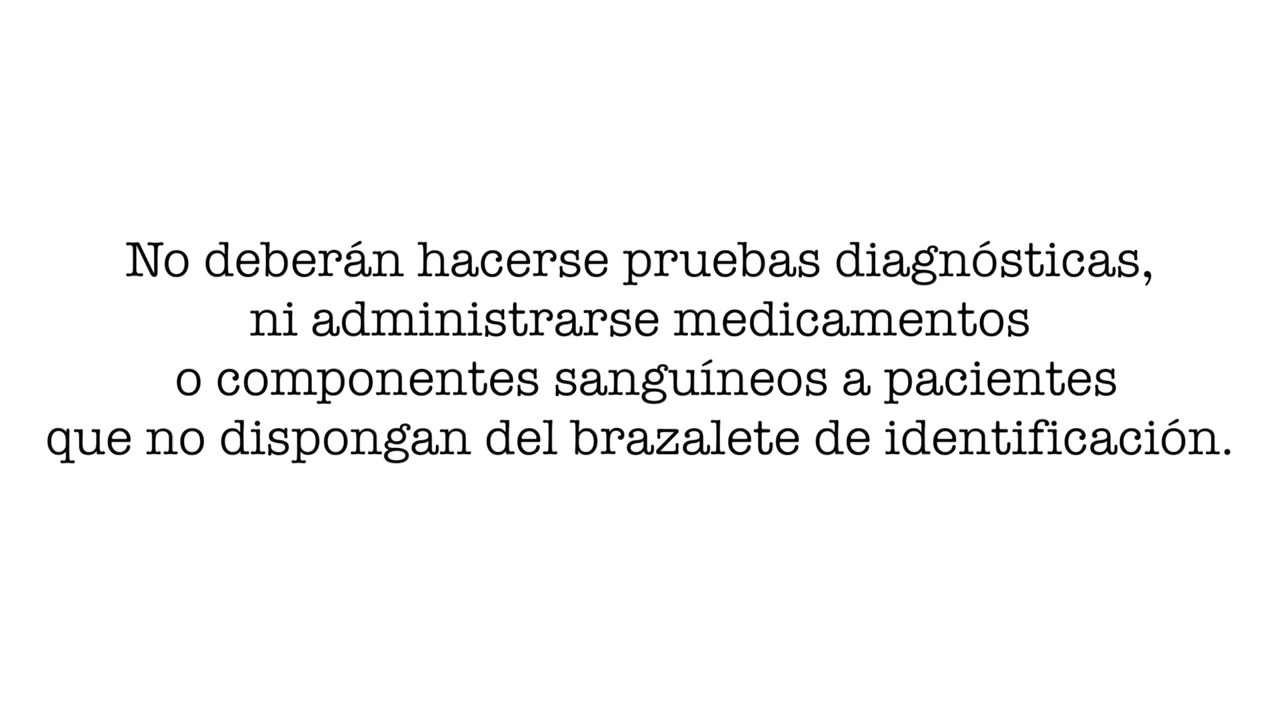 No deberán hacerse pruebas diagnósticas,
ni administrarse medicamentos
o componentes sanguíneos a pacientes
que no dispongan del brazalete de identificación.